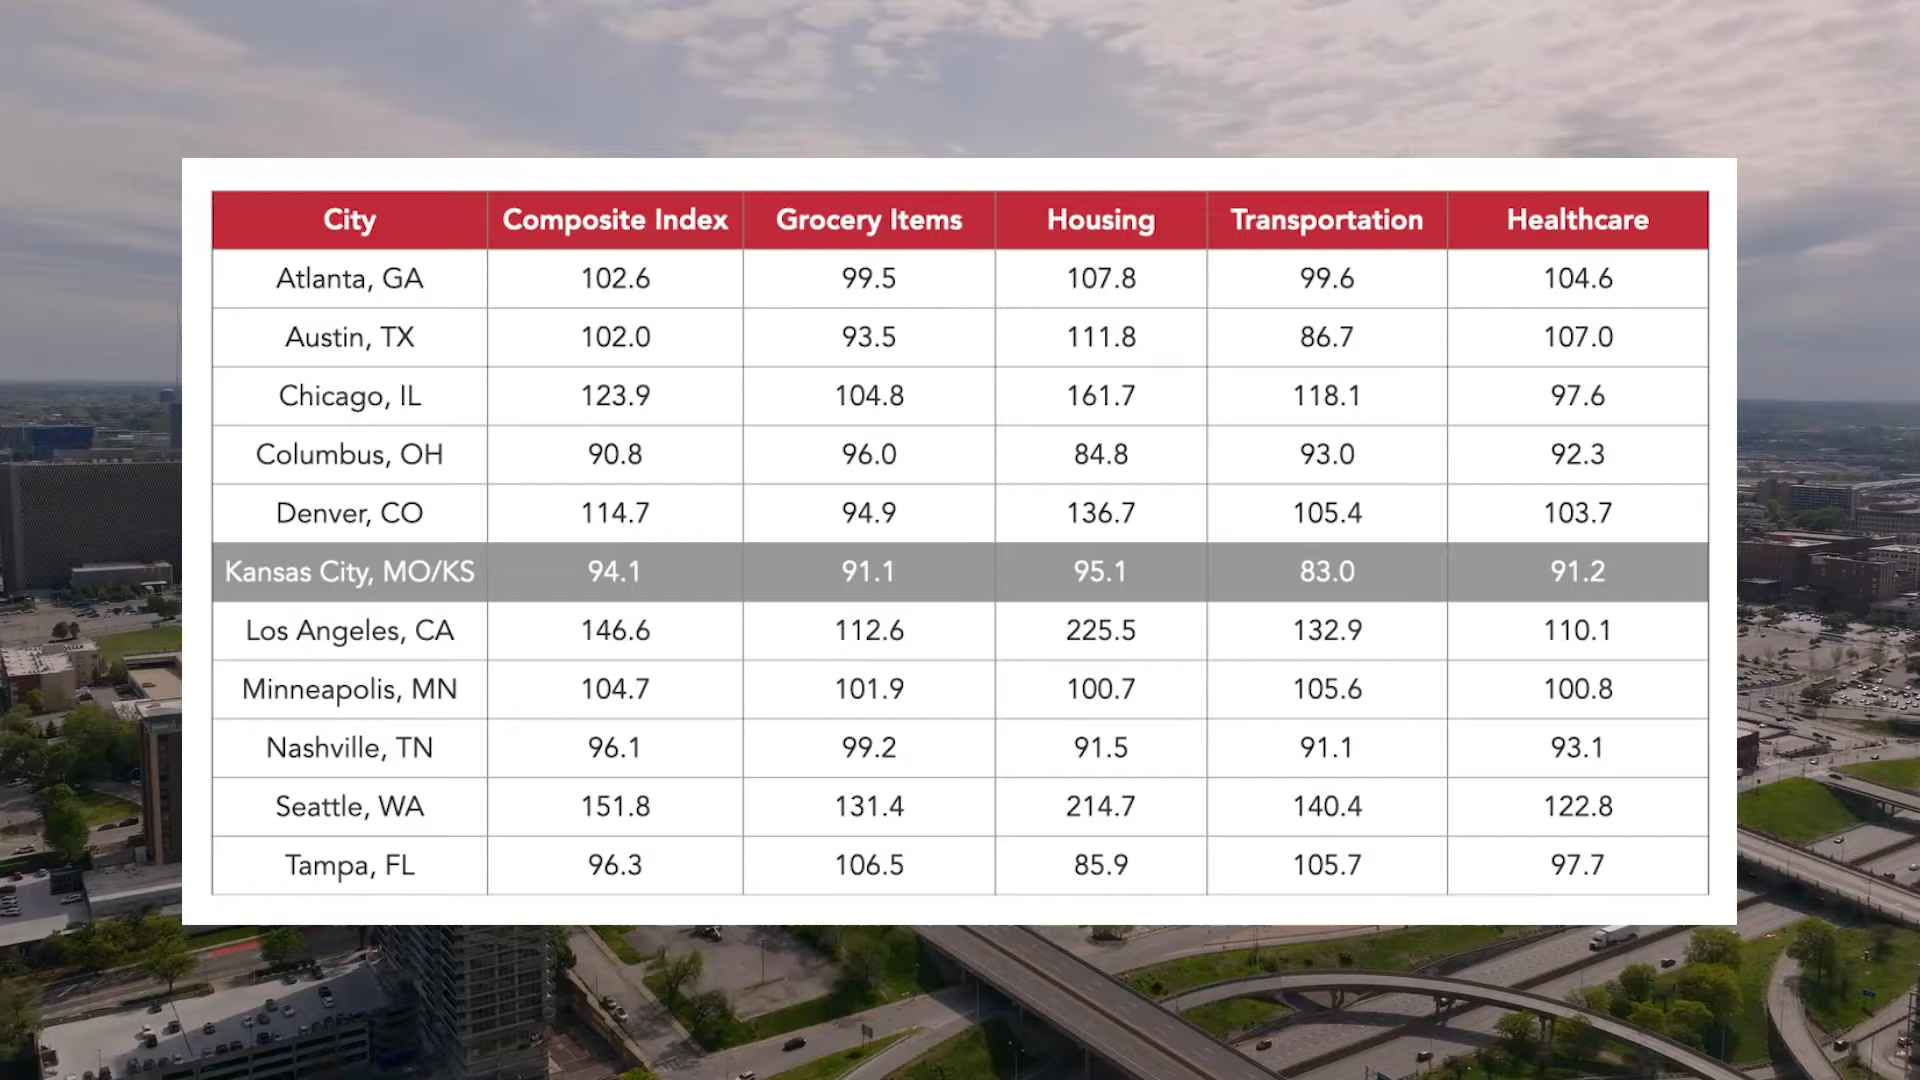 City Composite Index Grocery Items Housing Transportation Healthcare
Atlanta, GA 102.6 99.5 107.8 99.6 104.6
Austin, TX 102.0 93.5 111.8 86.7 107.0
Chicago, IL 123.9 104.8 161.7 118.1 97.6
Columbus, OH 90.8 96.0 84.8 93.0 92.3
Denver, CO 114.7 94.9 136.7 105.4 103.7
Kansas City, MO/KS 94.1 91.1 95.1 83.0 91.2
Los Angeles, CA 146.6 112.6 225.5 132.9 110.1
Minneapolis, MN 104.7 101.9 100.7 105.6 100.8
Nashville, TN 96.1 99.2 91.5 91.1 93.1
Seattle, WA 151.8 131.4 214.7 140.4 122.8
Tampa, FL 96.3 106.5 85.9 105.7 97.7